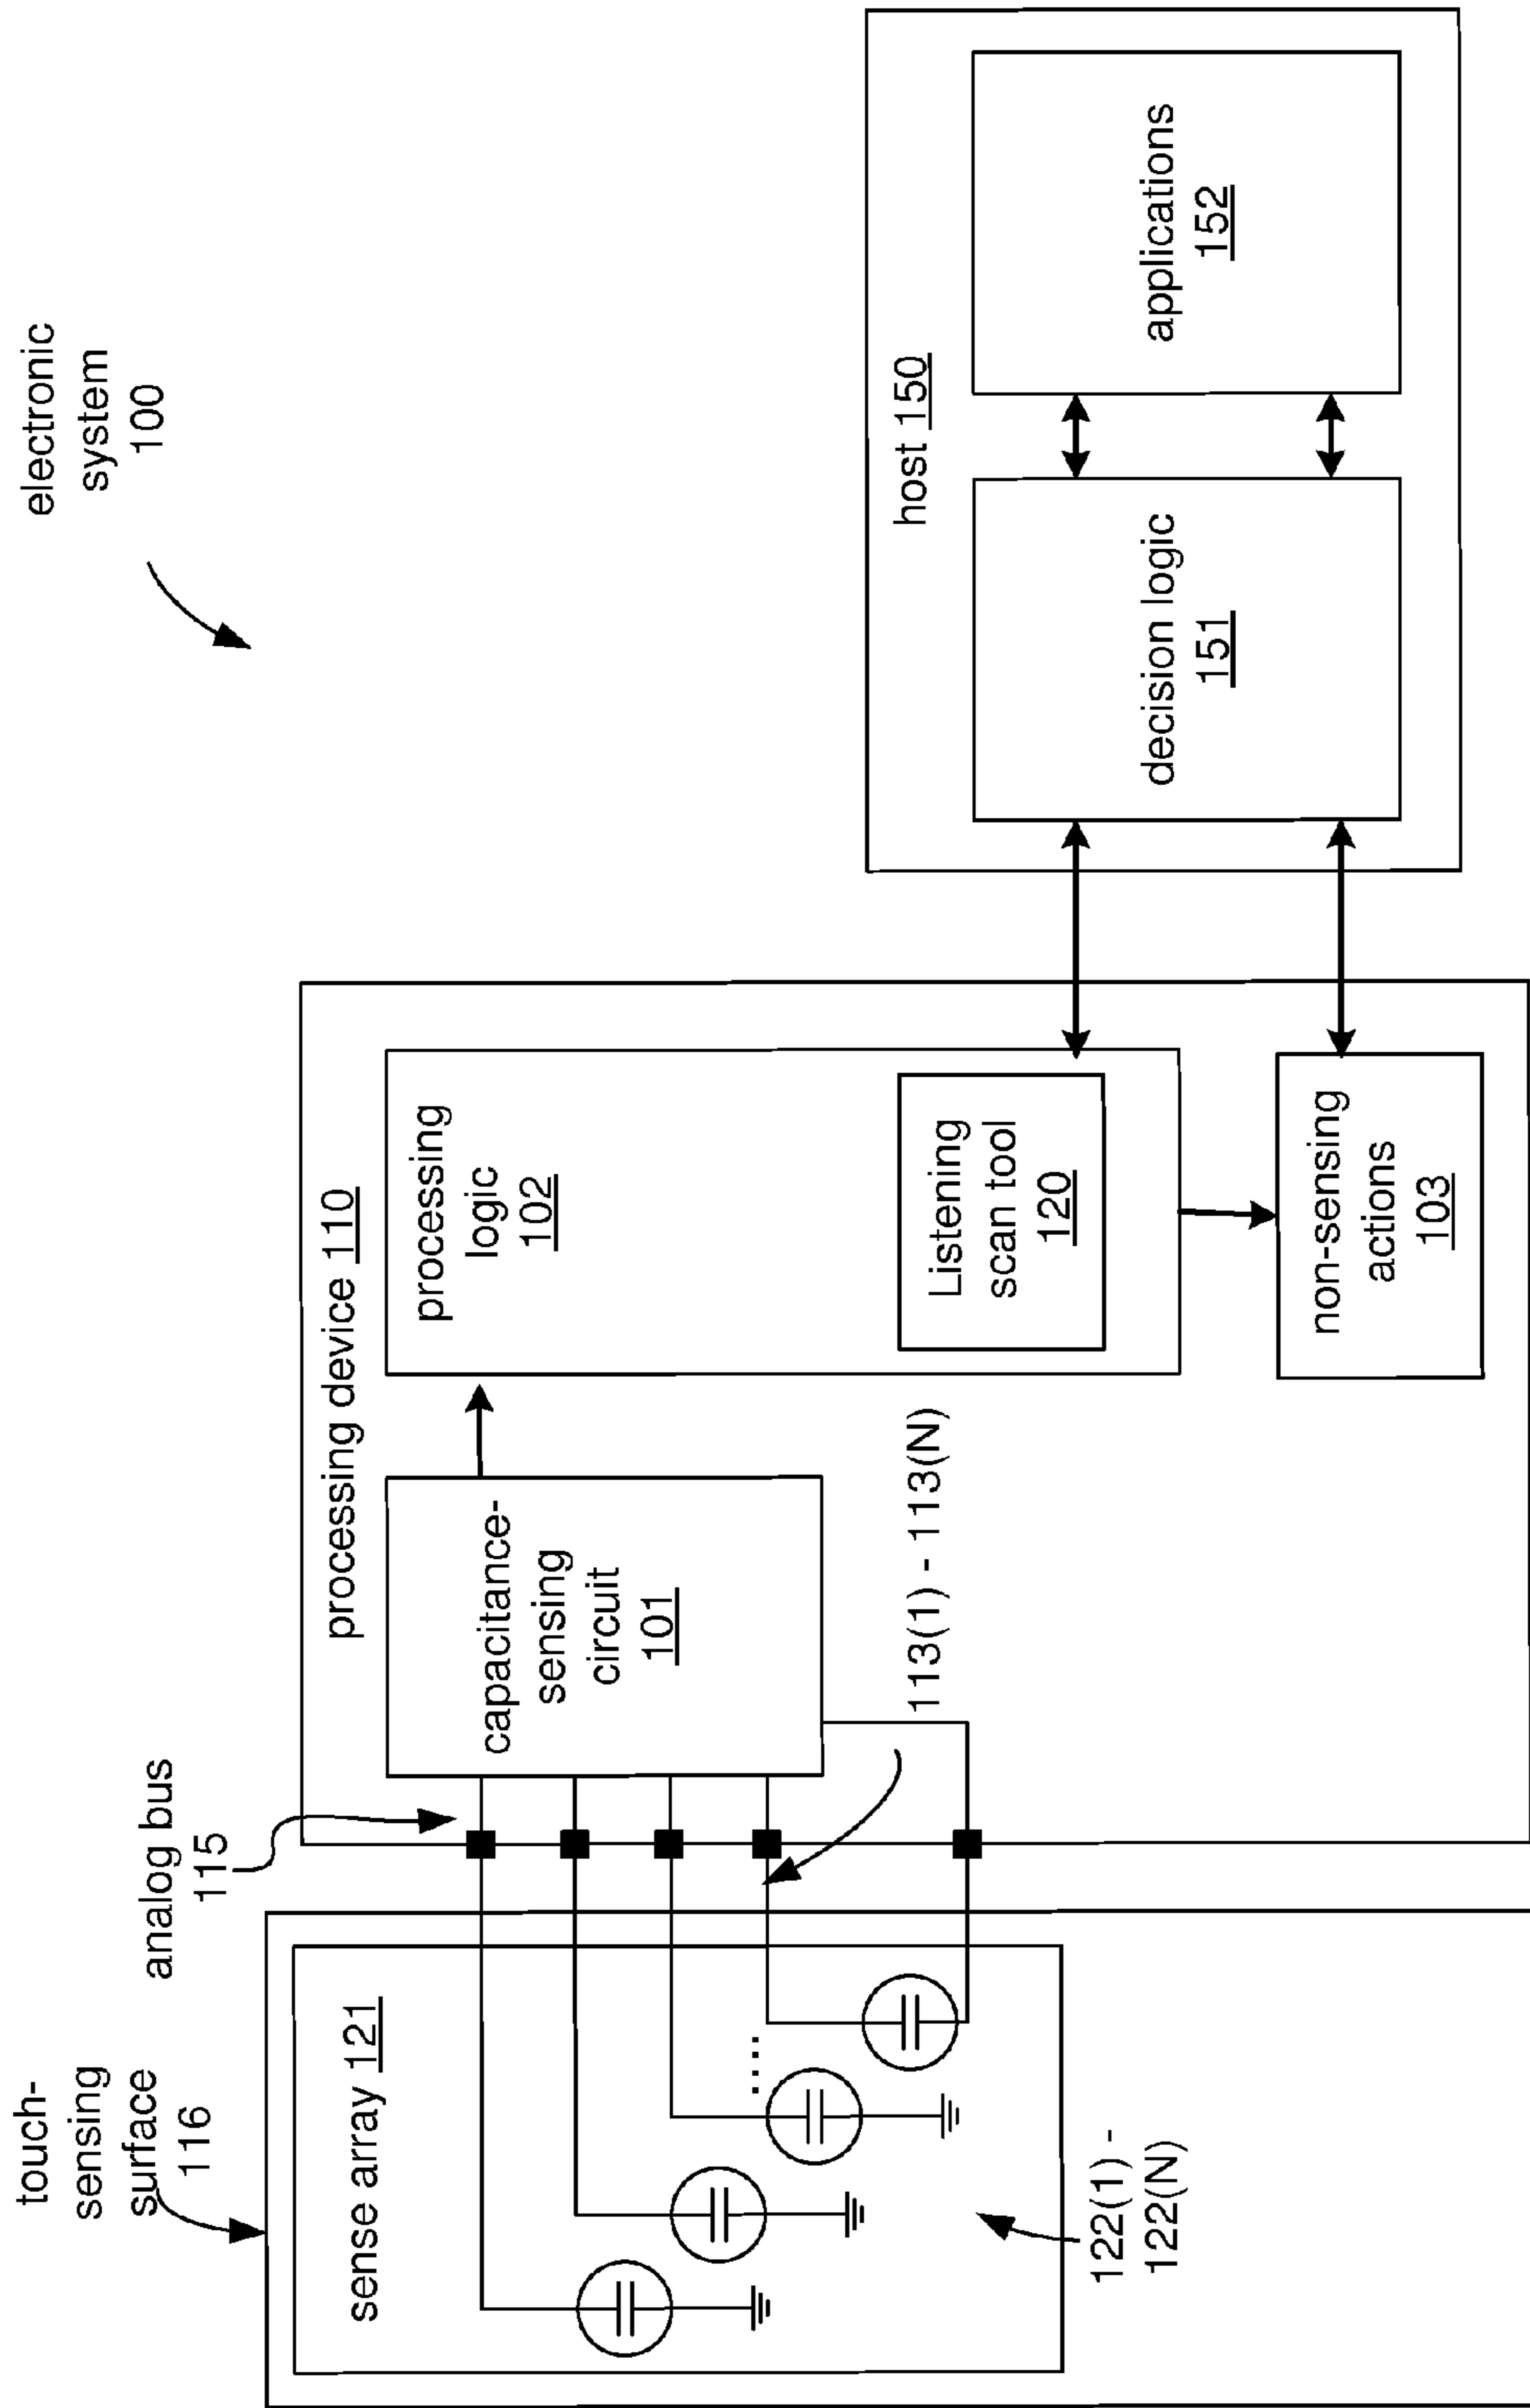 electronic
system
100
touch-
sensing
surface
116
analog bus
115
sense array 121
122(1) -
122(N)
processing device 110
capacitance-
sensing
circuit
101
113(1) - 113(N)
processing
logic
102
Listening
scan tool
120
non-sensing
actions
103
host 150
decision logic
151
applications
152
....